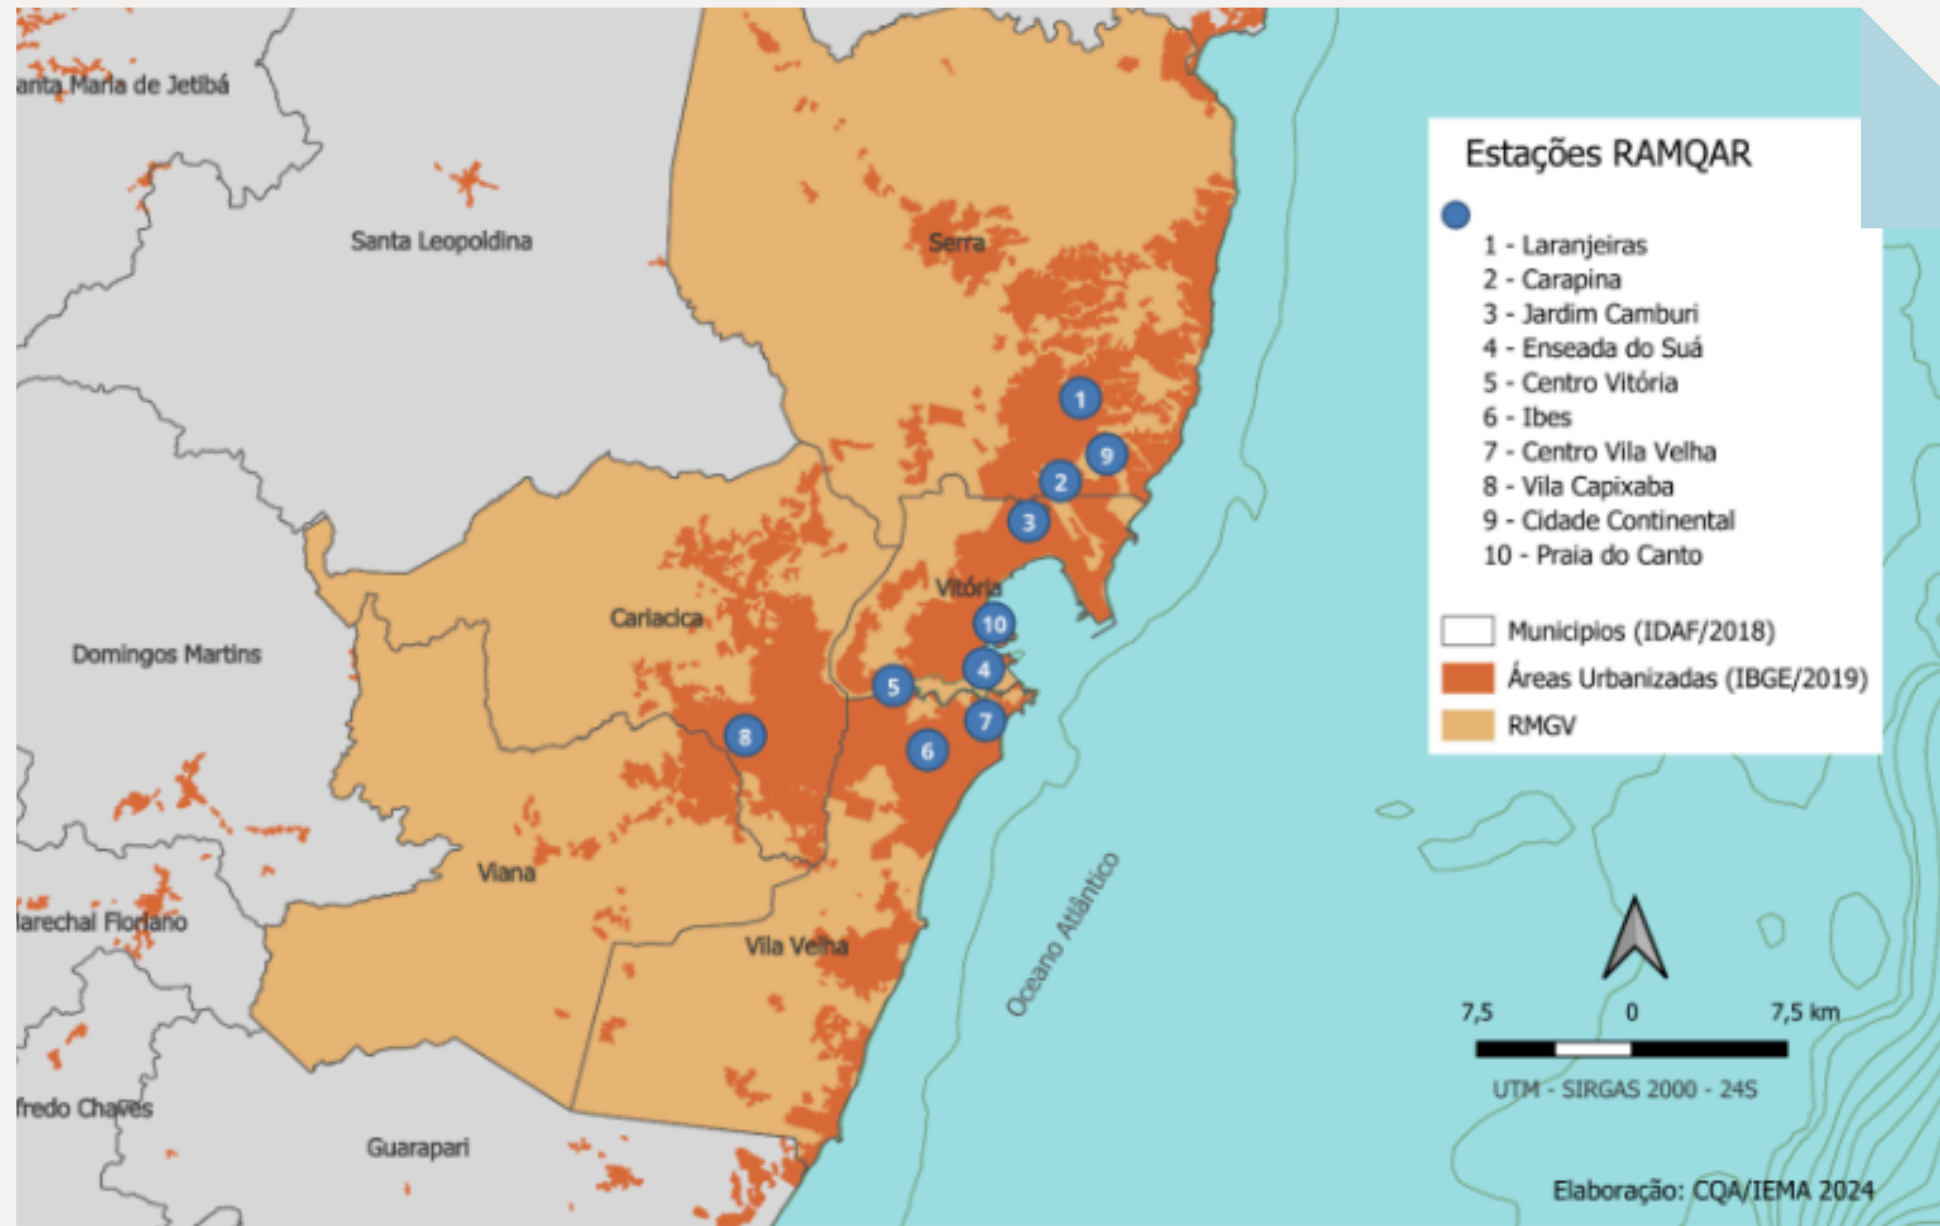 anta Maria de Jetibá
Santa Leopoldina
Serra
Cariacica
Vitória
Domingos Martins
Viana
Vila Velha
arechal Floriano
fredo Chaves
Guarapari
Oceano Atlântico
1
9
2
3
10
4
5
7
6
8
Estações RAMQAR
1 - Laranjeiras
2 - Carapina
3 - Jardim Camburi
4 - Enseada do Suá
5 - Centro Vitória
6 - Ibes
7 - Centro Vila Velha
8 - Vila Capixaba
9 - Cidade Continental
10 - Praia do Canto
Municipios (IDAF/2018)
Áreas Urbanizadas (IBGE/2019)
RMGV
7,5 0 7,5 km
UTM - SIRGAS 2000 - 24S
Elaboração: CQA/IEMA 2024